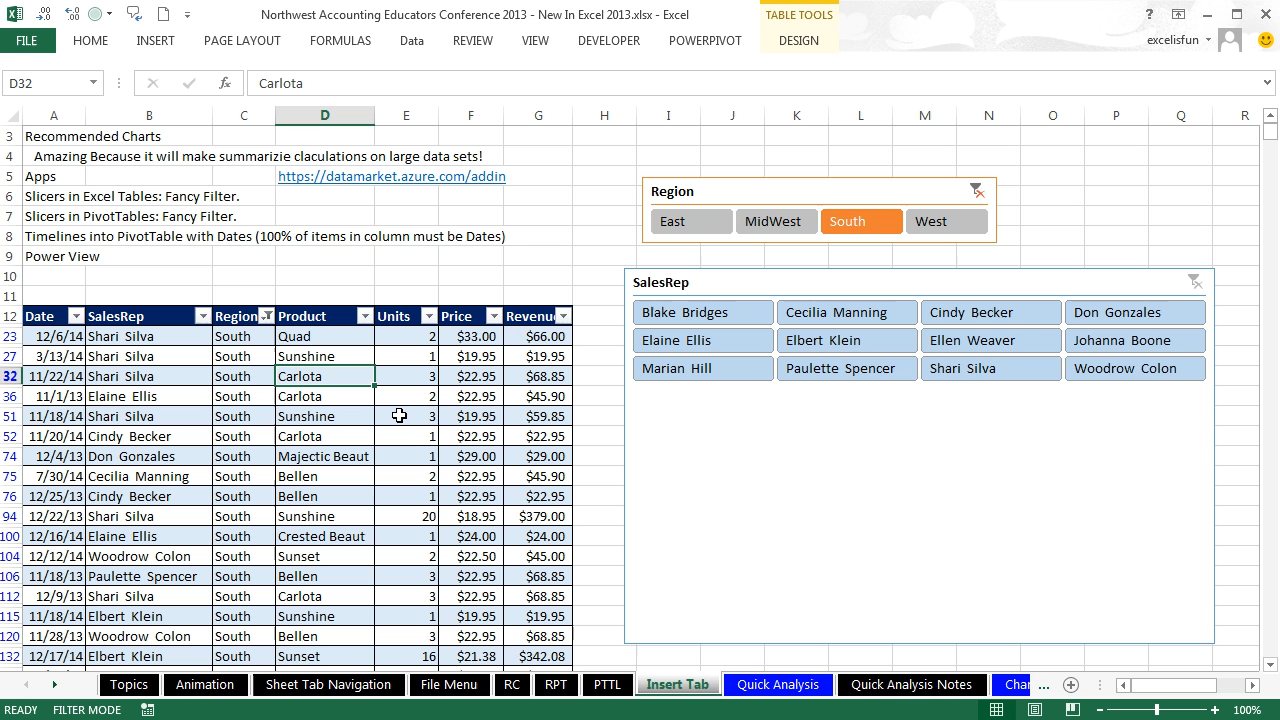 Northwest Accounting Educators Conference 2013 - New In Excel 2013.xlsx - Excel
TABLE TOOLS
FILE HOME INSERT PAGE LAYOUT FORMULAS Data REVIEW VIEW DEVELOPER POWERPIVOT DESIGN excelisfun
D32 fx Carlota
A B C D E F G H I J K L M N O P Q R
3 Recommended Charts
4 Amazing Because it will make summarizie claculations on large data sets!
5 Apps https://datamarket.azure.com/addin
6 Slicers in Excel Tables: Fancy Filter.
7 Slicers in PivotTables: Fancy Filter.
8 Timelines into PivotTable with Dates (100% of items in column must be Dates)
9 Power View
10
11
12 Date SalesRep Region Product Units Price Revenu
23 12/6/14 Shari Silva South Quad 2 $33.00 $66.00
27 3/13/14 Shari Silva South Sunshine 1 $19.95 $19.95
32 11/22/14 Shari Silva South Carlota 3 $22.95 $68.85
36 11/1/13 Elaine Ellis South Carlota 2 $22.95 $45.90
51 11/18/14 Shari Silva South Sunshine 3 $19.95 $59.85
52 11/20/14 Cindy Becker South Carlota 1 $22.95 $22.95
74 12/4/13 Don Gonzales South Majectic Beaut 1 $29.00 $29.00
75 7/30/14 Cecilia Manning South Bellen 2 $22.95 $45.90
76 12/25/13 Cindy Becker South Bellen 1 $22.95 $22.95
94 12/22/13 Shari Silva South Sunshine 20 $18.95 $379.00
100 12/16/14 Elaine Ellis South Crested Beaut 1 $24.00 $24.00
104 12/12/14 Woodrow Colon South Sunset 2 $22.50 $45.00
106 11/18/13 Paulette Spencer South Bellen 3 $22.95 $68.85
112 12/9/13 Shari Silva South Carlota 3 $22.95 $68.85
115 11/18/14 Elbert Klein South Sunshine 1 $19.95 $19.95
120 11/28/13 Woodrow Colon South Bellen 3 $22.95 $68.85
132 12/17/14 Elbert Klein South Sunset 16 $21.38 $342.08
Region
East MidWest South West
SalesRep
Blake Bridges Cecilia Manning Cindy Becker Don Gonzales
Elaine Ellis Elbert Klein Ellen Weaver Johanna Boone
Marian Hill Paulette Spencer Shari Silva Woodrow Colon
Topics Animation Sheet Tab Navigation File Menu RC RPT PTTL Insert Tab Quick Analysis Quick Analysis Notes Char ...
READY FILTER MODE 100%